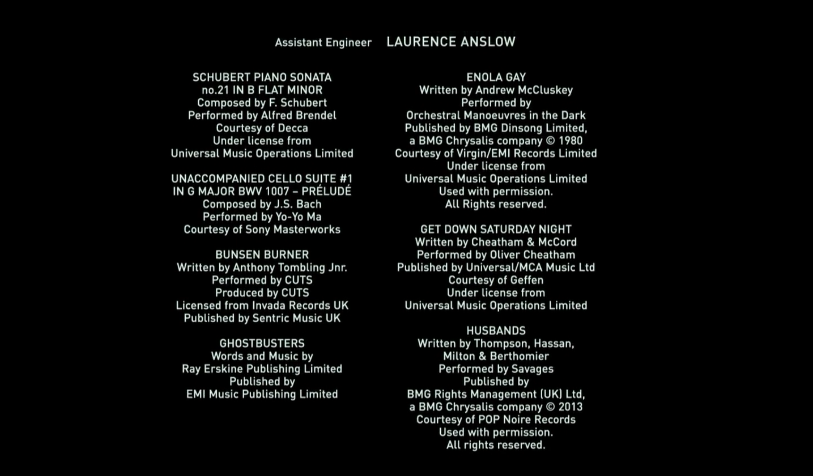 Assistant Engineer LAURENCE ANSLOW
SCHUBERT PIANO SONATA
no.21 IN B FLAT MINOR
Composed by F. Schubert
Performed by Alfred Brendel
Courtesy of Decca
Under license from
Universal Music Operations Limited
UNACCOMPANIED CELLO SUITE #1
IN G MAJOR BWV 1007 – PRÉLUDÉ
Composed by J.S. Bach
Performed by Yo-Yo Ma
Courtesy of Sony Masterworks
BUNSEN BURNER
Written by Anthony Tombling Jnr.
Performed by CUTS
Produced by CUTS
Licensed from Invada Records UK
Published by Sentric Music UK
GHOSTBUSTERS
Words and Music by
Ray Erskine Publishing Limited
Published by
EMI Music Publishing Limited
ENOLA GAY
Written by Andrew McCluskey
Performed by
Orchestral Manoeuvres in the Dark
Published by BMG Dinsong Limited,
a BMG Chrysalis company © 1980
Courtesy of Virgin/EMI Records Limited
Under license from
Universal Music Operations Limited
Used with permission.
All Rights reserved.
GET DOWN SATURDAY NIGHT
Written by Cheatham & McCord
Performed by Oliver Cheatham
Published by Universal/MCA Music Ltd
Courtesy of Geffen
Under license from
Universal Music Operations Limited
HUSBANDS
Written by Thompson, Hassan,
Milton & Berthomier
Performed by Savages
Published by
BMG Rights Management (UK) Ltd,
a BMG Chrysalis company © 2013
Courtesy of POP Noire Records
Used with permission.
All rights reserved.